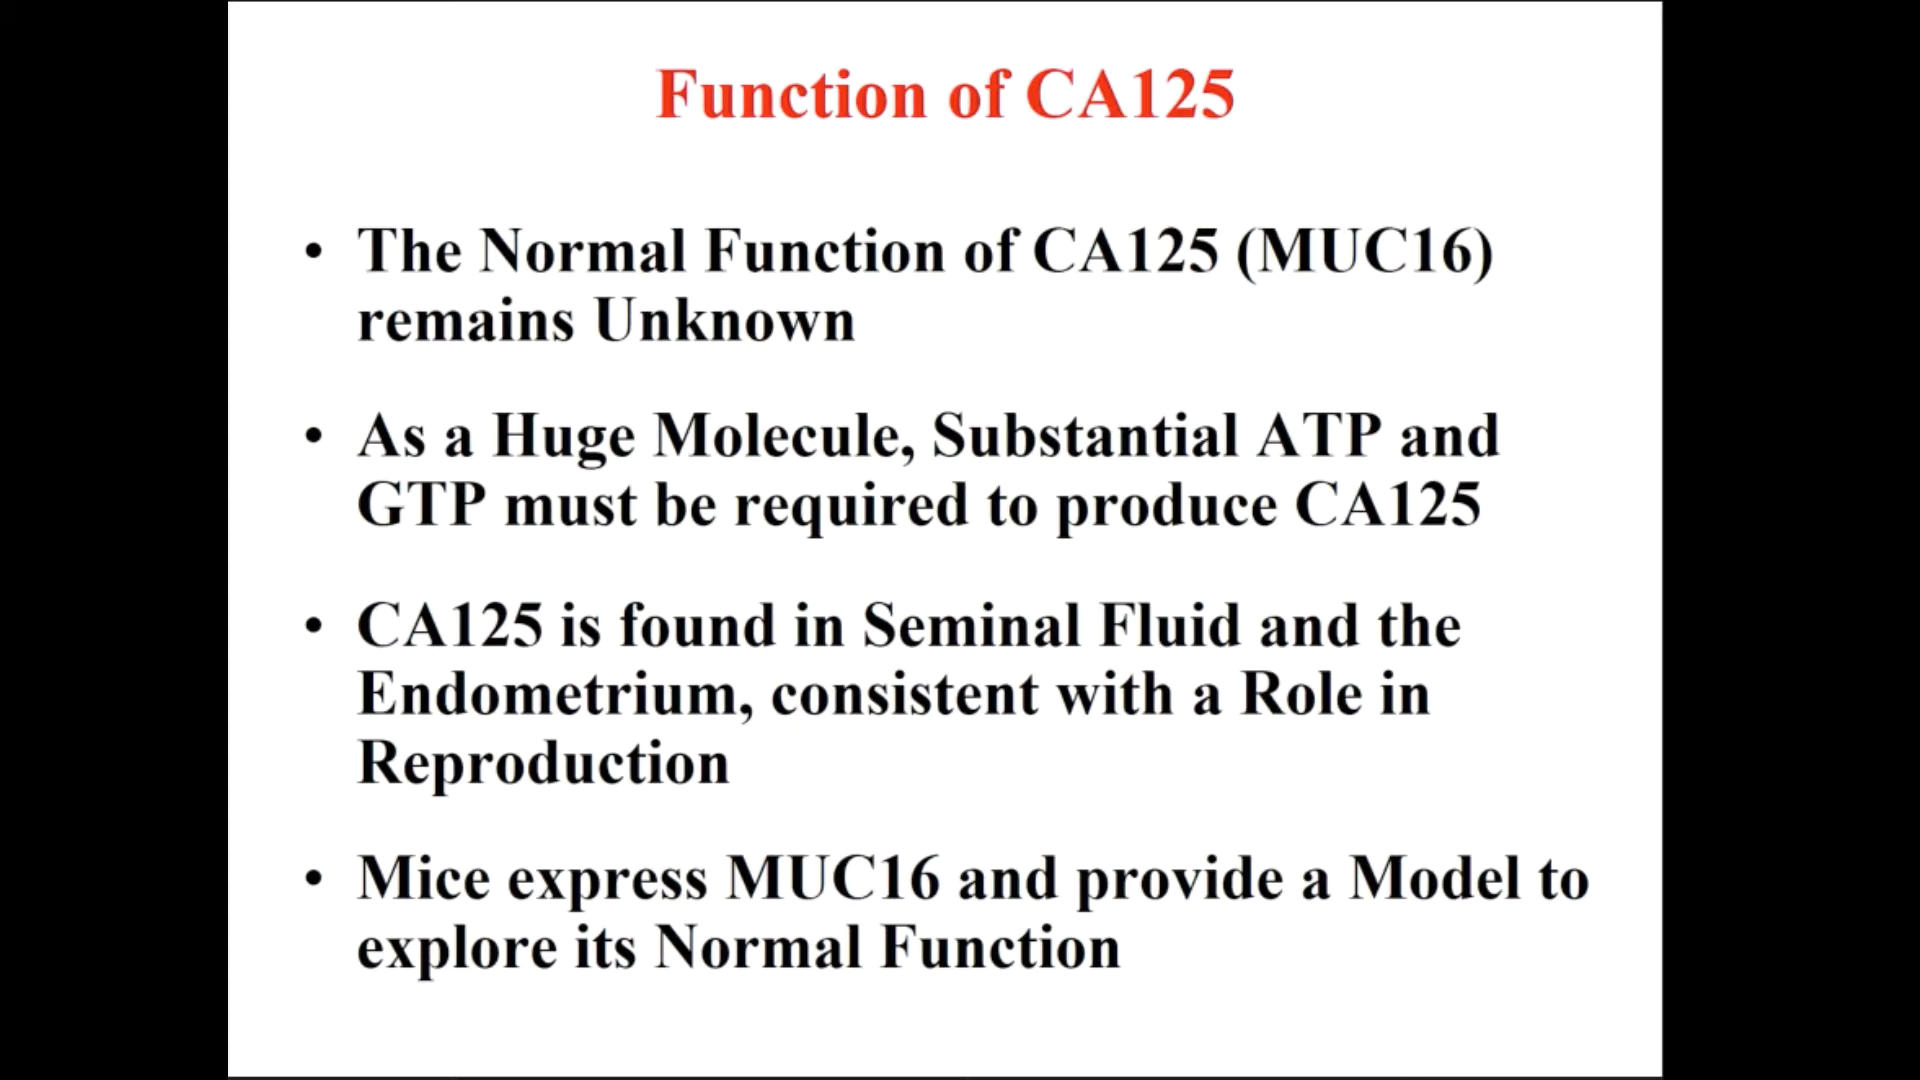 Function of CA125
• The Normal Function of CA125 (MUC16)
remains Unknown
• As a Huge Molecule, Substantial ATP and
GTP must be required to produce CA125
• CA125 is found in Seminal Fluid and the
Endometrium, consistent with a Role in
Reproduction
• Mice express MUC16 and provide a Model to
explore its Normal Function